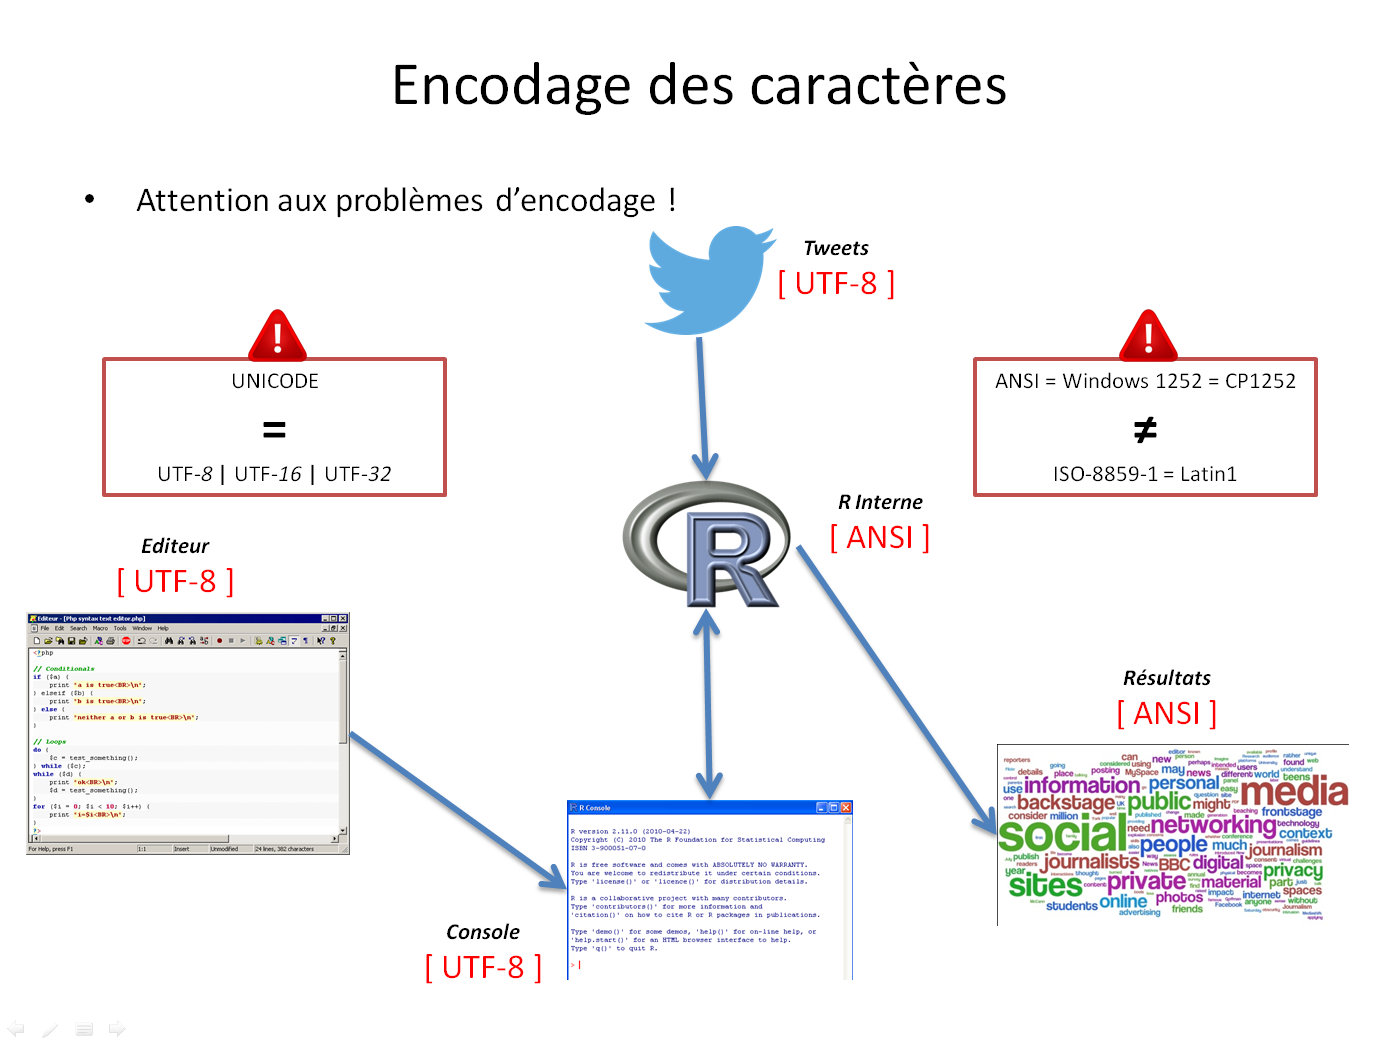 Encodage des caractères
• Attention aux problèmes d’encodage !
Tweets
[ UTF-8 ]
UNICODE
=
UTF-8 | UTF-16 | UTF-32
ANSI = Windows 1252 = CP1252
≠
ISO-8859-1 = Latin1
R Interne
[ ANSI ]
R
Editeur
[ UTF-8 ]
Editeur - [Php syntax text editor.php]
File Edit Search Macro Tools Window Help
<?php
// Conditionals
if ($a) {
print "a is true<BR>\n";
} elseif ($b) {
print "b is true<BR>\n";
} else {
print "neither a or b is true<BR>\n";
}
// Loops
do {
$c = test_something();
} while ($c);
while ($d) {
print "ok<BR>\n";
$d = test_something();
}
for ($i = 0; $i < 10; $i++) {
print "i=$i<BR>\n";
}
?>
For Help, press F1 1:1 Insert Unmodified 24 lines, 382 characters
Console
[ UTF-8 ]
R Console
R version 2.11.0 (2010-04-22)
Copyright (C) 2010 The R Foundation for Statistical Computing
ISBN 3-900051-07-0
R is free software and comes with ABSOLUTELY NO WARRANTY.
You are welcome to redistribute it under certain conditions.
Type 'license()' or 'licence()' for distribution details.
R is a collaborative project with many contributors.
Type 'contributors()' for more information and
'citation()' on how to cite R or R packages in publications.
Type 'demo()' for some demos, 'help()' for on-line help, or
'help.start()' for an HTML browser interface to help.
Type 'q()' to quit R.
>
Résultats
[ ANSI ]
reporters can new editor person rather found web
details going place posting considered using MySpace may perhaps news intended users different world understand teens
use information personal easy media
one backstage public might frontstage
consider million need networking technology context
social people much journalism
publish readers journalists BBC digital privacy
year sites private material part just
students online photos internet space without
advertising friends Facebook anyone Journalism